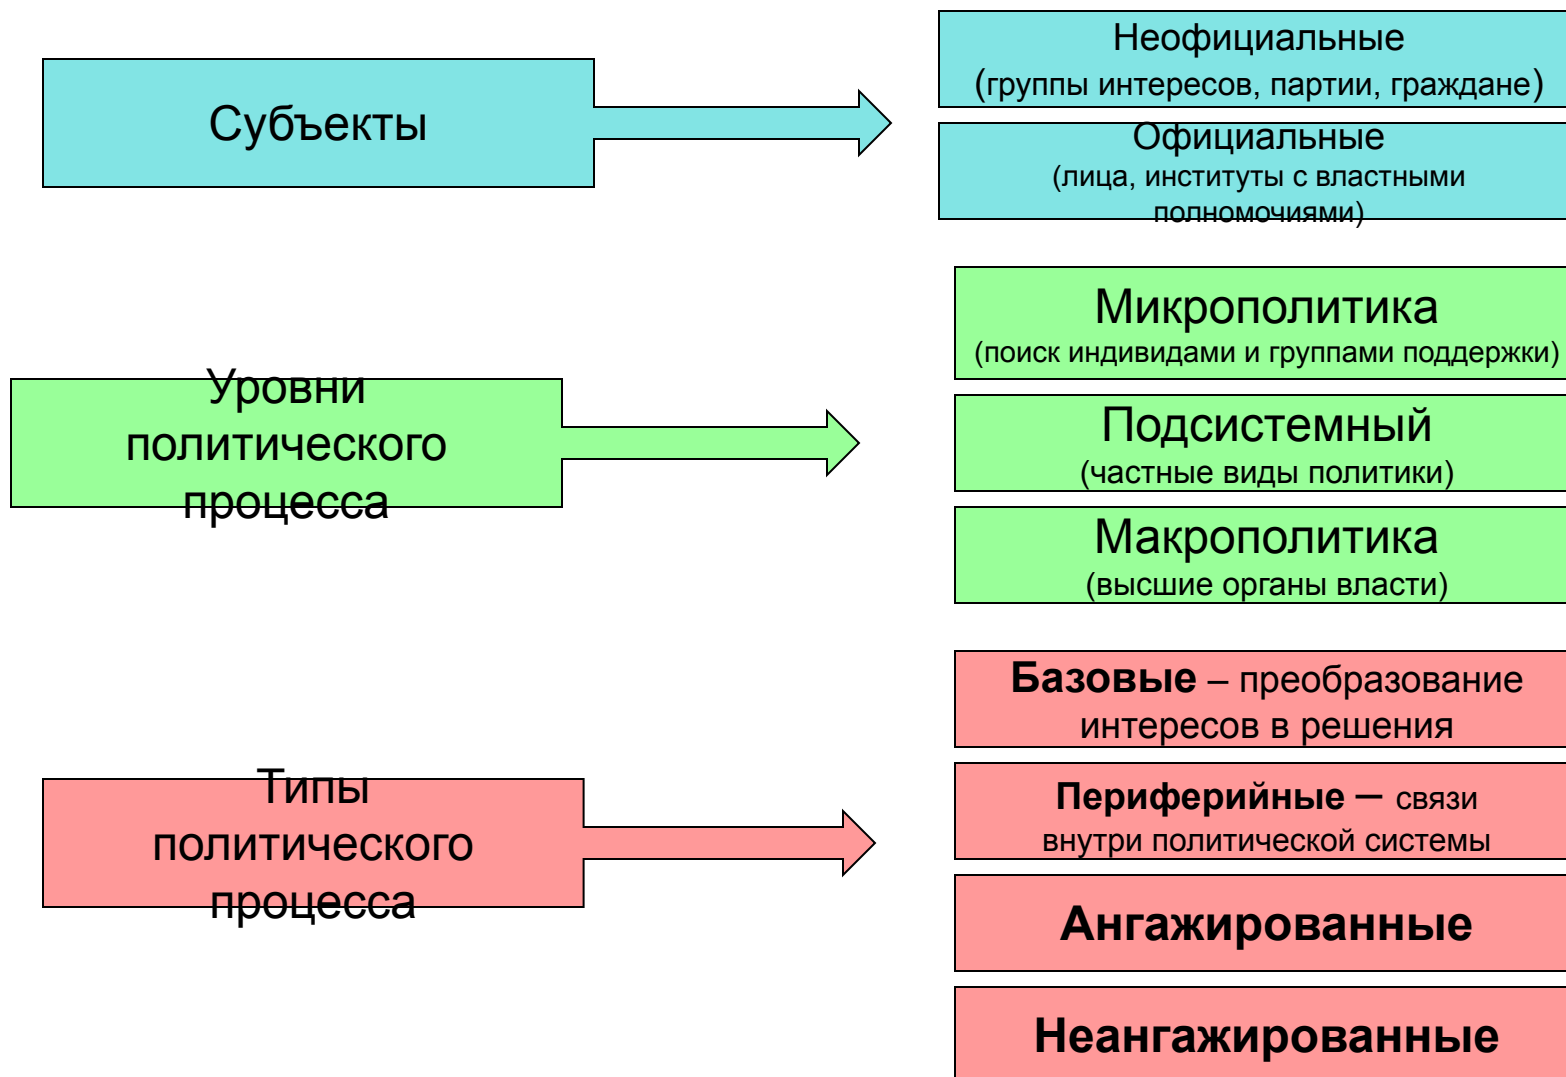 Субъекты
Неофициальные
(группы интересов, партии, граждане)
Официальные
(лица, институты с властными
полномочиями)
Уровни
политического
процесса
Микрополитика
(поиск индивидами и группами поддержки)
Подсистемный
(частные виды политики)
Макрополитика
(высшие органы власти)
Типы
политического
процесса
Базовые – преобразование
интересов в решения
Периферийные – связи
внутри политической системы
Ангажированные
Неангажированные